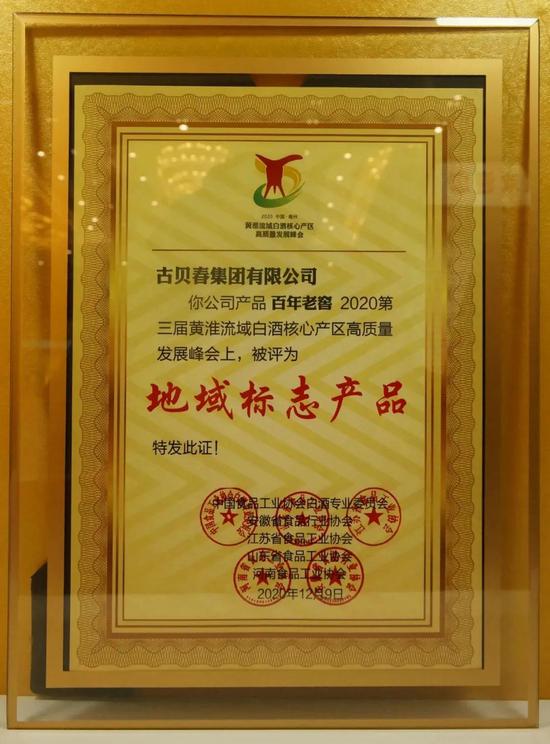 2020 中国·亳州
黄淮流域白酒核心产区
高质量发展峰会
古贝春集团有限公司
你公司产品 百年老窖 2020第
三届黄淮流域白酒核心产区高质量
发展峰会上，被评为
地域标志产品
特发此证！
中国食品工业协会白酒专业委员会
安徽省食品行业协会
江苏省食品工业协会
山东省食品工业协会
河南省食品工业协会
2020年12月9日